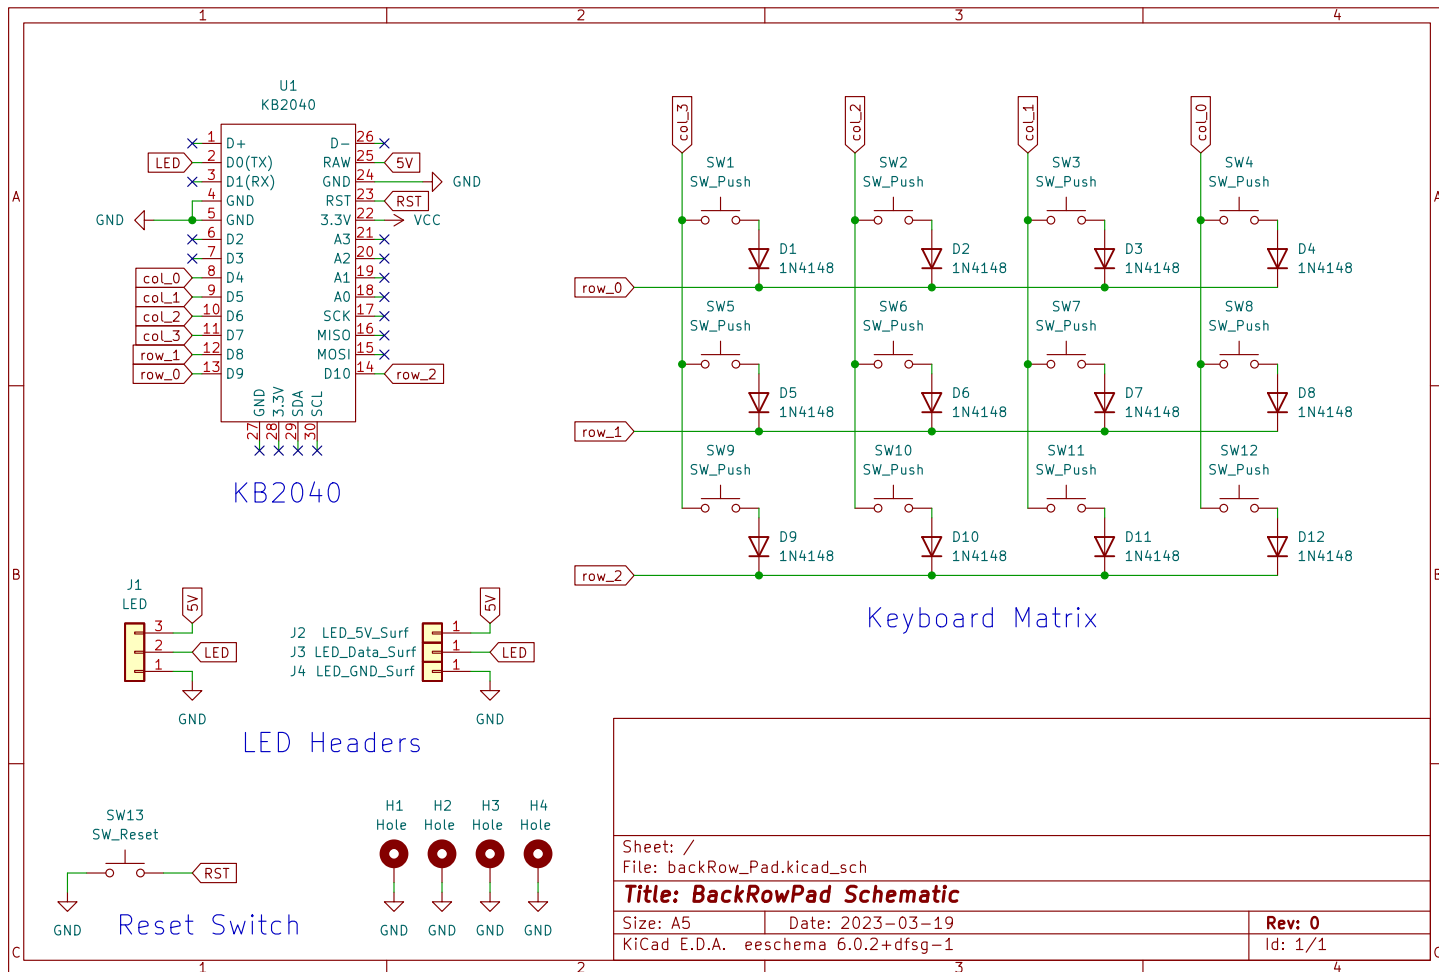 1 2 3 4
A A
B B
C C
1 2 3 4
U1
KB2040
1 D+
2 D0(TX)
3 D1(RX)
4 GND
5 GND
6 D2
7 D3
8 D4
9 D5
10 D6
11 D7
12 D8
13 D9
D- 26
RAW 25
GND 24
RST 23
3.3V 22
A3 21
A2 20
A1 19
A0 18
SCK 17
MISO 16
MOSI 15
D10 14
GND 27
3.3V 28
SDA 29
SCL 30
LED
GND
col_0
col_1
col_2
col_3
row_1
row_0
5V
GND
RST
VCC
row_2
KB2040
col_3
col_2
col_1
col_0
SW1
SW_Push
SW2
SW_Push
SW3
SW_Push
SW4
SW_Push
D1
1N4148
D2
1N4148
D3
1N4148
D4
1N4148
row_0
SW5
SW_Push
SW6
SW_Push
SW7
SW_Push
SW8
SW_Push
D5
1N4148
D6
1N4148
D7
1N4148
D8
1N4148
row_1
SW9
SW_Push
SW10
SW_Push
SW11
SW_Push
SW12
SW_Push
D9
1N4148
D10
1N4148
D11
1N4148
D12
1N4148
row_2
Keyboard Matrix
J1
LED
3
2
1
5V
LED
GND
J2 LED_5V_Surf 1
J3 LED_Data_Surf 1
J4 LED_GND_Surf 1
5V
LED
GND
LED Headers
SW13
SW_Reset
RST
GND
Reset Switch
H1
Hole
GND
H2
Hole
GND
H3
Hole
GND
H4
Hole
GND
Sheet: /
File: backRow_Pad.kicad_sch
Title: BackRowPad Schematic
Size: A5 Date: 2023-03-19 Rev: 0
KiCad E.D.A. eeschema 6.0.2+dfsg-1 Id: 1/1